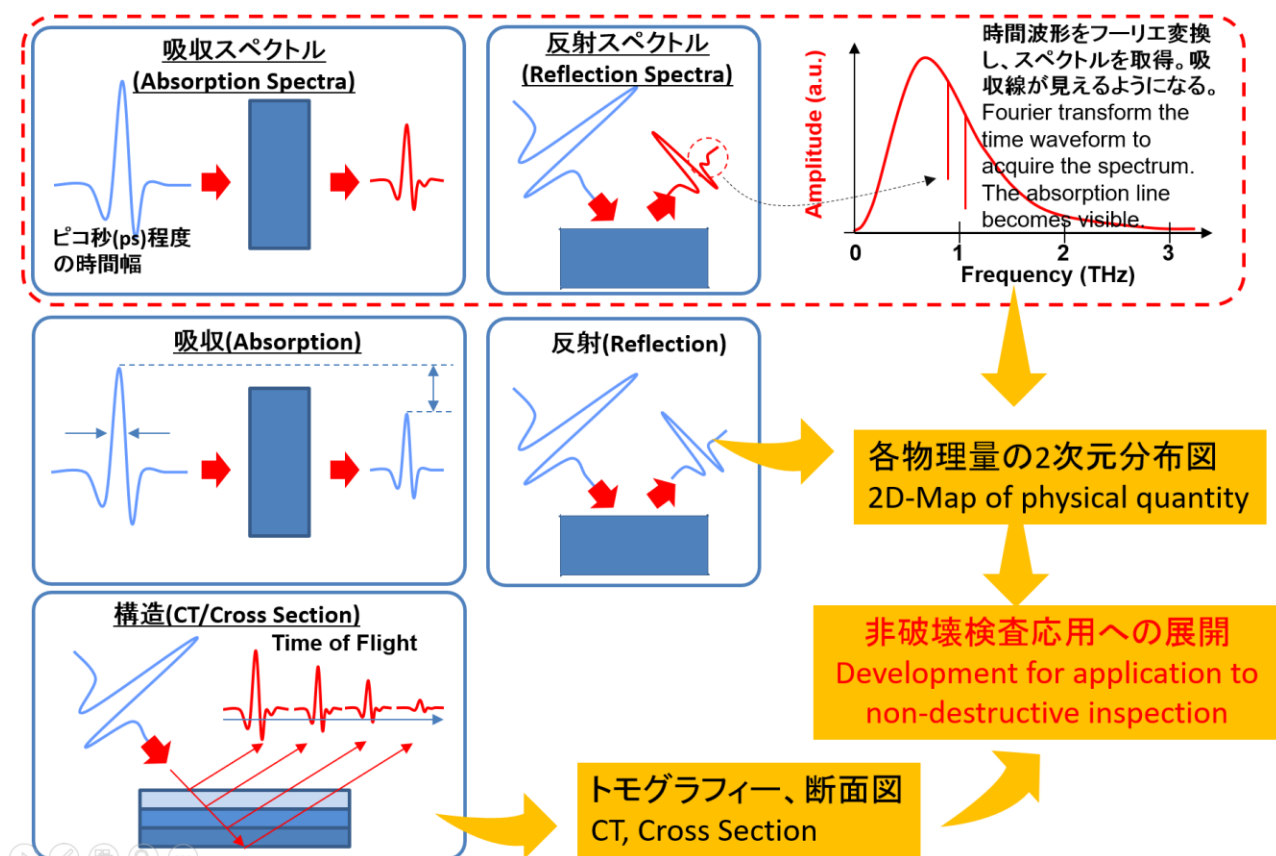 吸収スペクトル
(Absorption Spectra)
ピコ秒(ps)程度
の時間幅
反射スペクトル
(Reflection Spectra)
時間波形をフーリエ変換
し、スペクトルを取得。吸
収線が見えるようになる。
Fourier transform the
time waveform to
acquire the spectrum.
The absorption line
becomes visible.
Amplitude (a.u.)
0 1 2 3
Frequency (THz)
吸収(Absorption)
反射(Reflection)
各物理量の2次元分布図
2D-Map of physical quantity
構造(CT/Cross Section)
Time of Flight
非破壊検査応用への展開
Development for application to
non-destructive inspection
トモグラフィー、断面図
CT, Cross Section